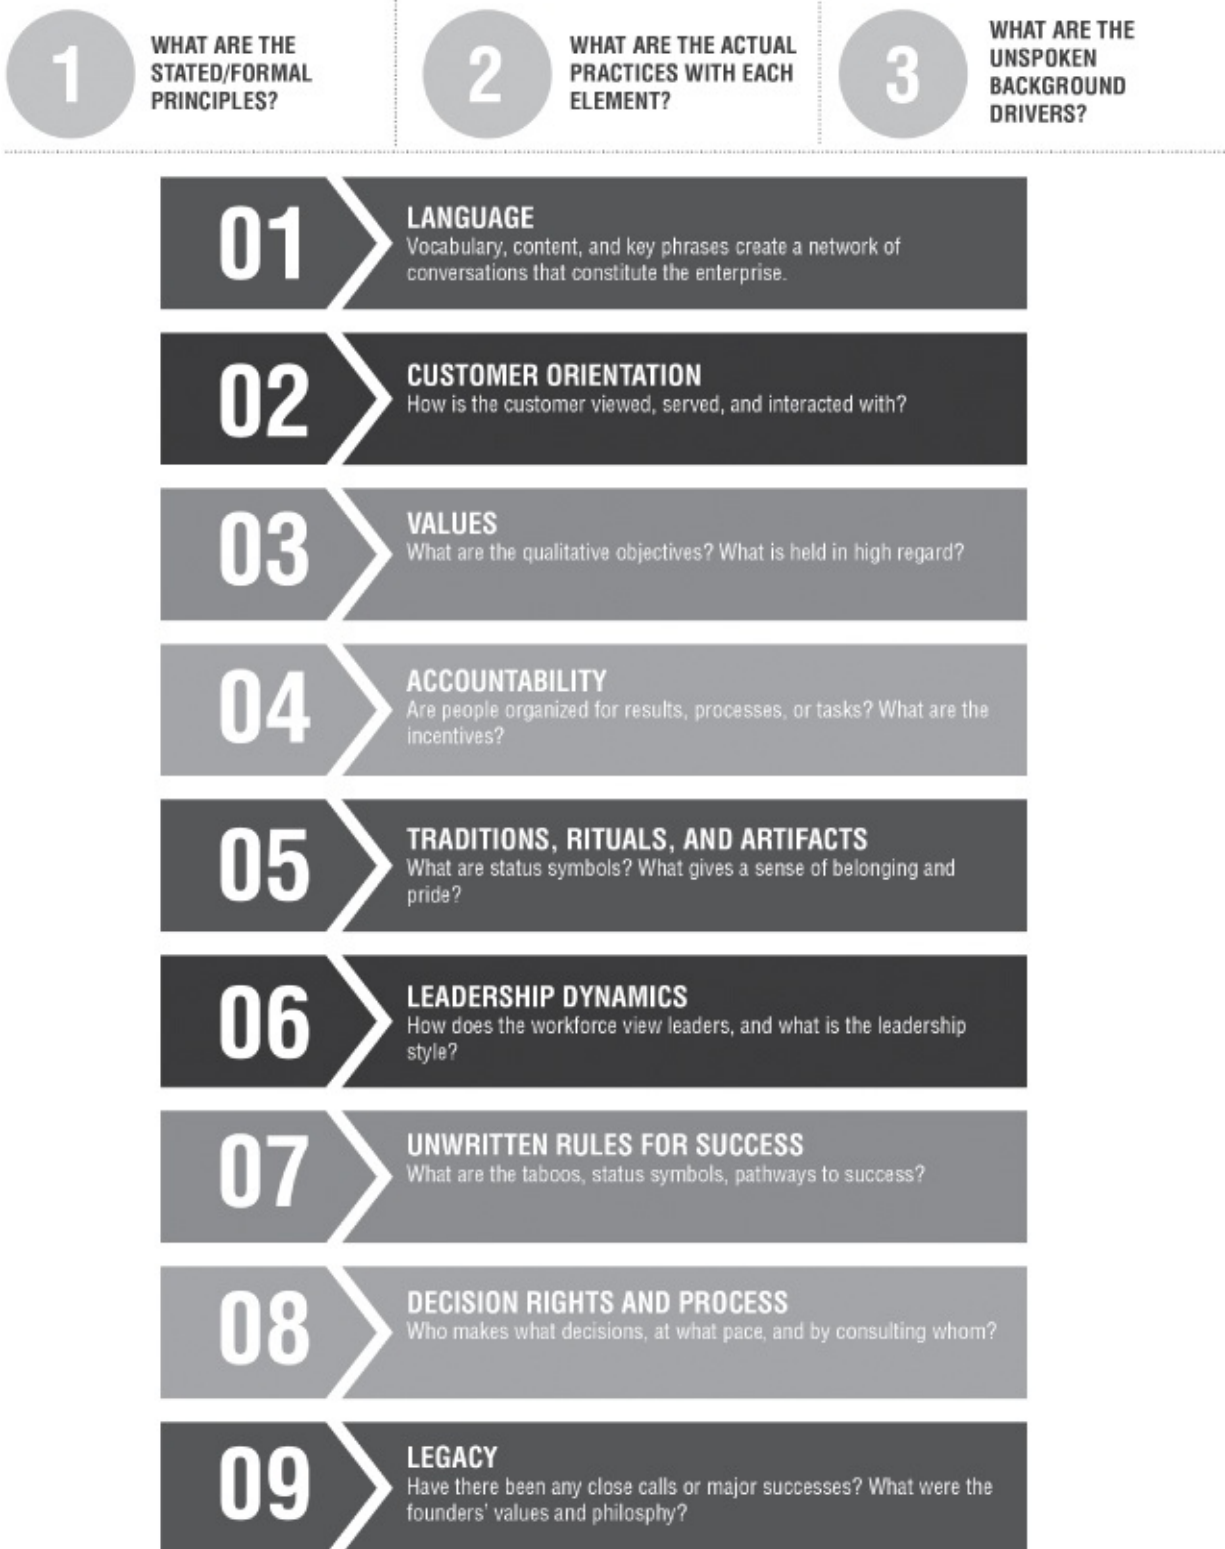 1
WHAT ARE THE
STATED/FORMAL
PRINCIPLES?
2
WHAT ARE THE ACTUAL
PRACTICES WITH EACH
ELEMENT?
3
WHAT ARE THE
UNSPOKEN
BACKGROUND
DRIVERS?
01
LANGUAGE
Vocabulary, content, and key phrases create a network of
conversations that constitute the enterprise.
02
CUSTOMER ORIENTATION
How is the customer viewed, served, and interacted with?
03
VALUES
What are the qualitative objectives? What is held in high regard?
04
ACCOUNTABILITY
Are people organized for results, processes, or tasks? What are the
incentives?
05
TRADITIONS, RITUALS, AND ARTIFACTS
What are status symbols? What gives a sense of belonging and
pride?
06
LEADERSHIP DYNAMICS
How does the workforce view leaders, and what is the leadership
style?
07
UNWRITTEN RULES FOR SUCCESS
What are the taboos, status symbols, pathways to success?
08
DECISION RIGHTS AND PROCESS
Who makes what decisions, at what pace, and by consulting whom?
09
LEGACY
Have there been any close calls or major successes? What were the
founders' values and philosphy?